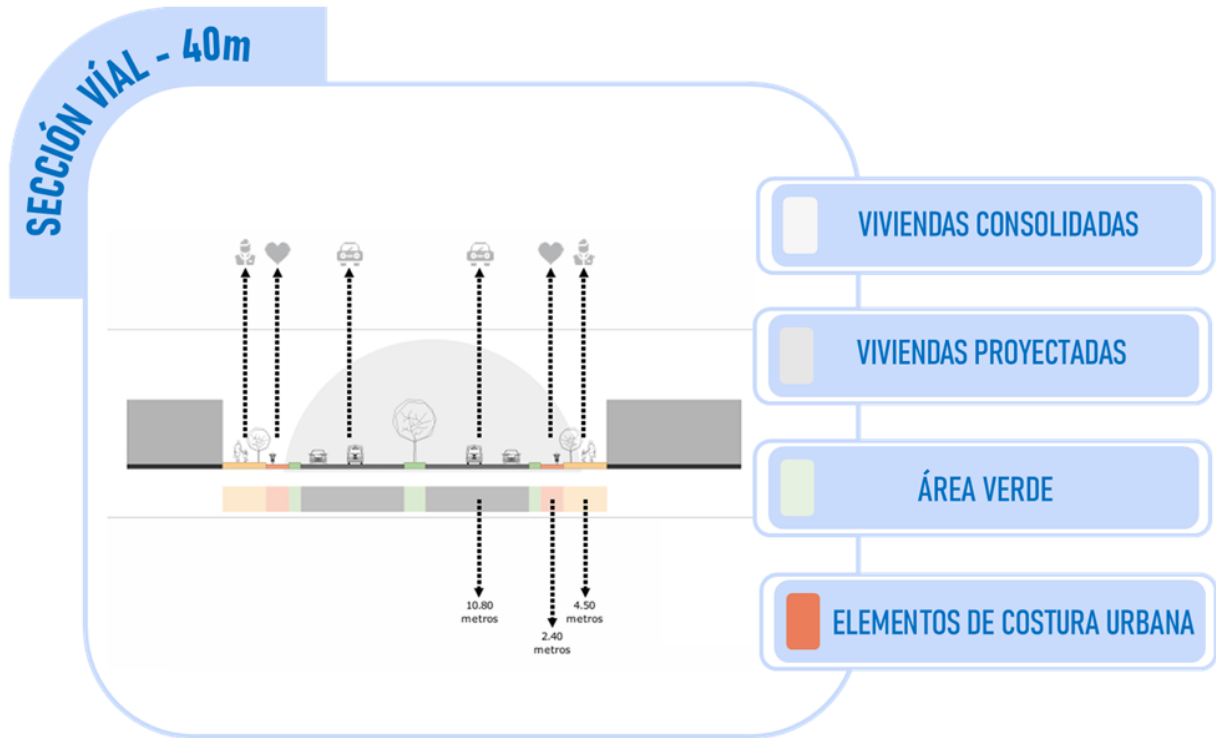 SECCIÓN VÍAL - 40m
VIVIENDAS CONSOLIDADAS
VIVIENDAS PROYECTADAS
ÁREA VERDE
ELEMENTOS DE COSTURA URBANA
10.80
metros
2.40
metros
4.50
metros